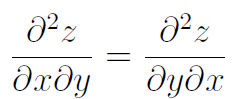 ∂²z/∂x∂y = ∂²z/∂y∂x